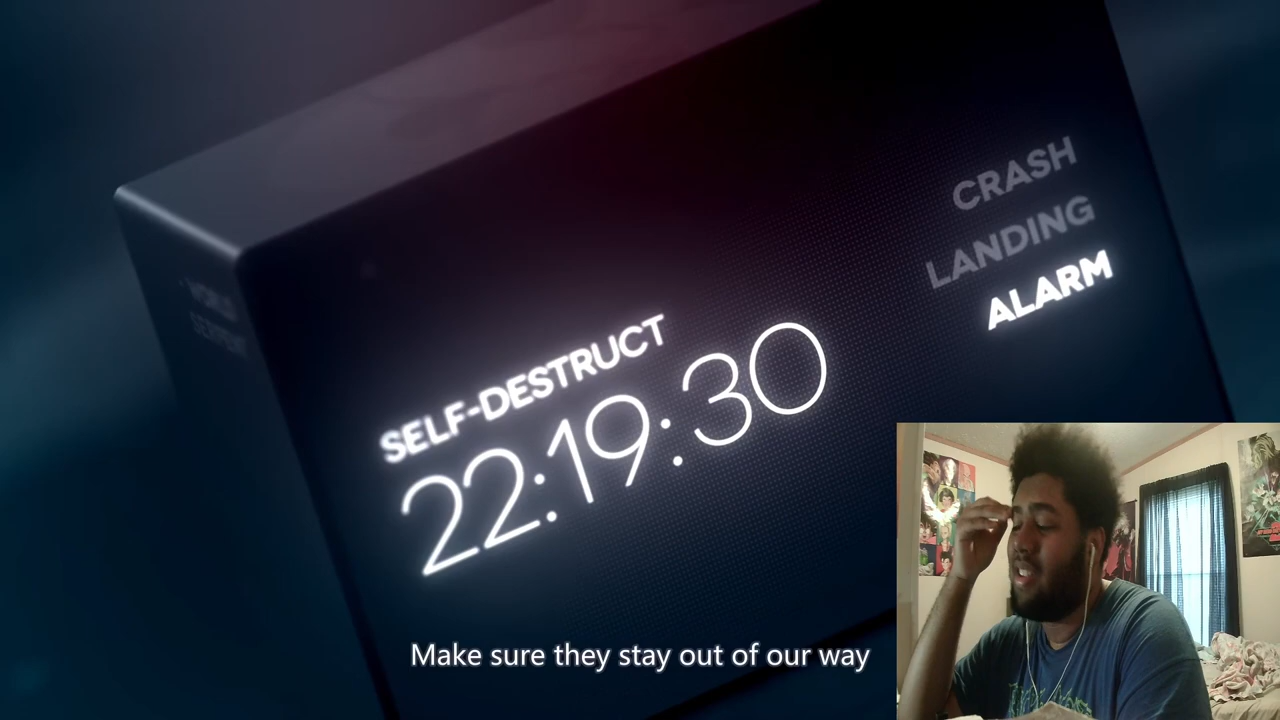 CRASH
LANDING
ALARM
SELF-DESTRUCT
22:19:30
Make sure they stay out of our way